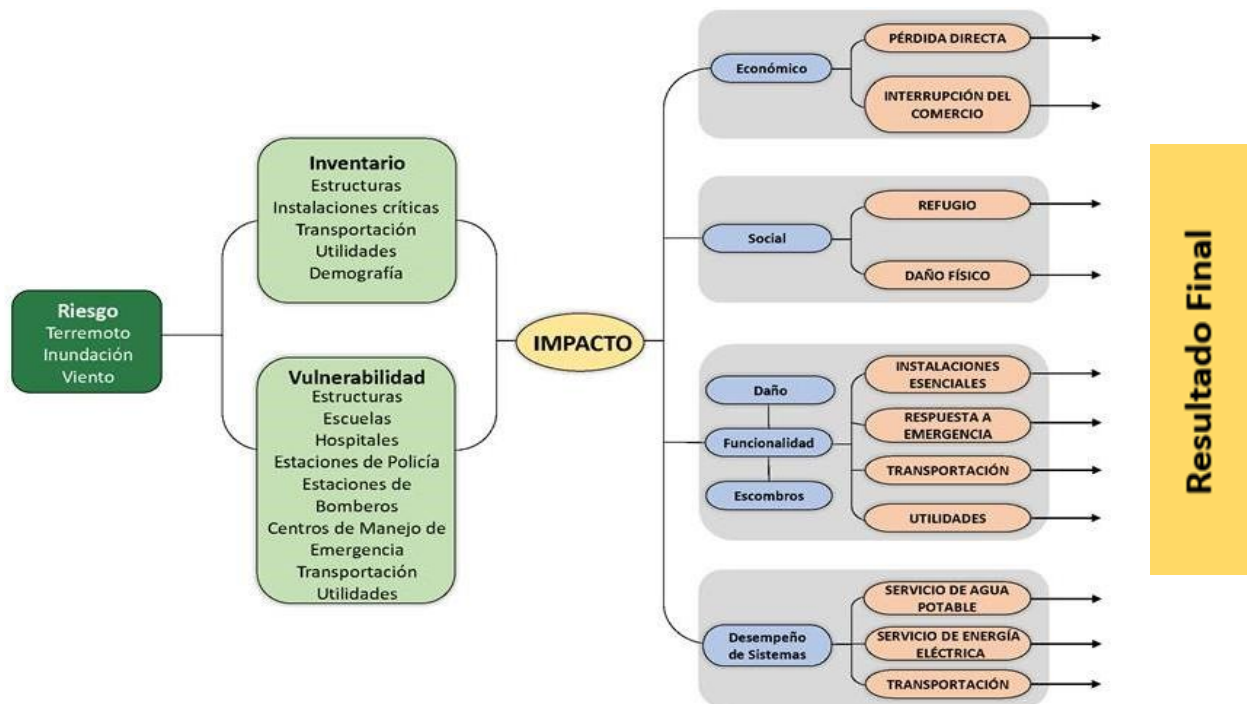 Riesgo
Terremoto
Inundación
Viento
Inventario
Estructuras
Instalaciones críticas
Transportación
Utilidades
Demografía
Vulnerabilidad
Estructuras
Escuelas
Hospitales
Estaciones de Policía
Estaciones de
Bomberos
Centros de Manejo de
Emergencia
Transportación
Utilidades
IMPACTO
Económico
PÉRDIDA DIRECTA
INTERRUPCIÓN DEL
COMERCIO
Social
REFUGIO
DAÑO FÍSICO
Daño
Funcionalidad
Escombros
INSTALACIONES
ESENCIALES
RESPUESTA A
EMERGENCIA
TRANSPORTACIÓN
UTILIDADES
Desempeño
de Sistemas
SERVICIO DE AGUA
POTABLE
SERVICIO DE ENERGÍA
ELÉCTRICA
TRANSPORTACIÓN
Resultado Final